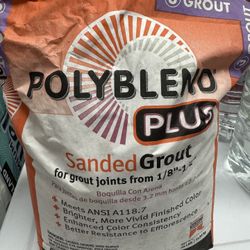 GROUT
POLYBLEND
PLUS
Sanded Grout
for grout joints from 1/8"-1
Boquilla Con Arena
Meets ANSI A118.7
Brighter, More Vivid Finished Color
Enhanced Color Consistency
Better Resistance to Efflorescence